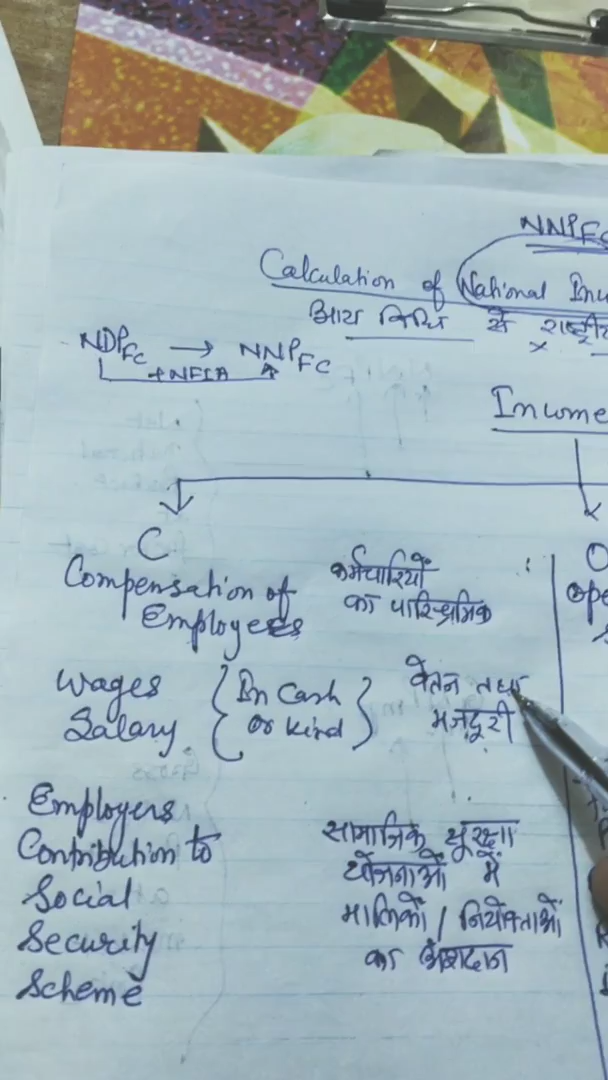 NNPFC
Calculation of National Inc
आय विधि से राष्ट्रीय
NDPFC → NNPFC
+NFIA
Income
C
Compensation of
Employees
कर्मचारियों
का पारिश्रमिक
O
ope
Wages
Salary
{ In Cash
or Kind }
वेतन तथा
मजदूरी
Employers
Contribution to
Social
Security
Scheme
सामाजिक सुरक्षा
योजनाओं में
मालिकों / नियोक्ताओं
का अंशदान